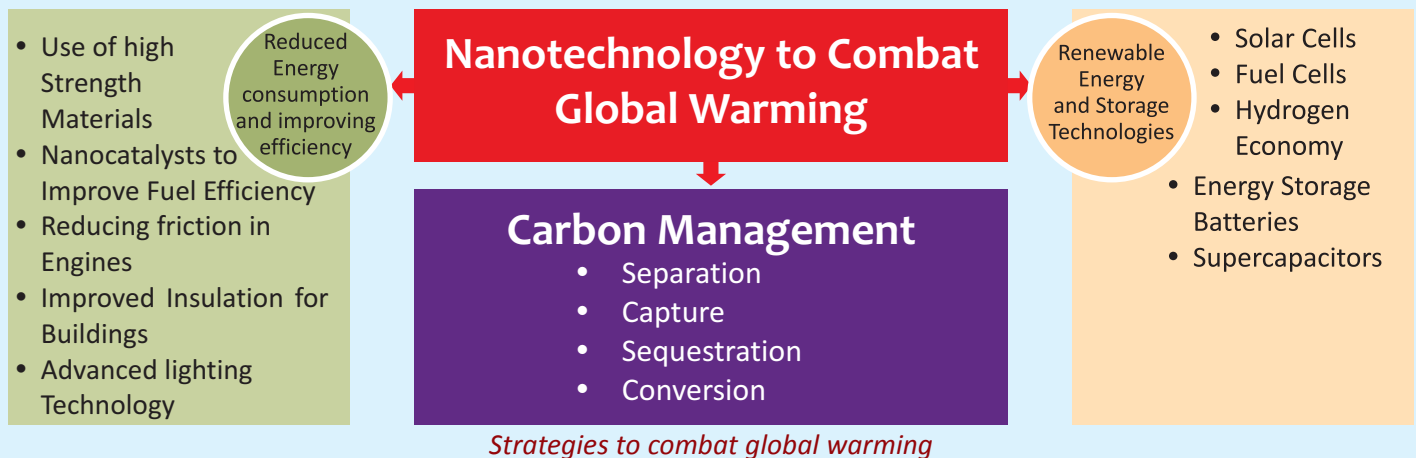 • Use of high
Strength
Materials
• Nanocatalysts to
Improve Fuel Efficiency
• Reducing friction in
Engines
• Improved Insulation for
Buildings
• Advanced lighting
Technology
Reduced
Energy
consumption
and improving
efficiency
Nanotechnology to Combat
Global Warming
Carbon Management
• Separation
• Capture
• Sequestration
• Conversion
Renewable
Energy
and Storage
Technologies
• Solar Cells
• Fuel Cells
• Hydrogen
Economy
• Energy Storage
Batteries
• Supercapacitors
Strategies to combat global warming